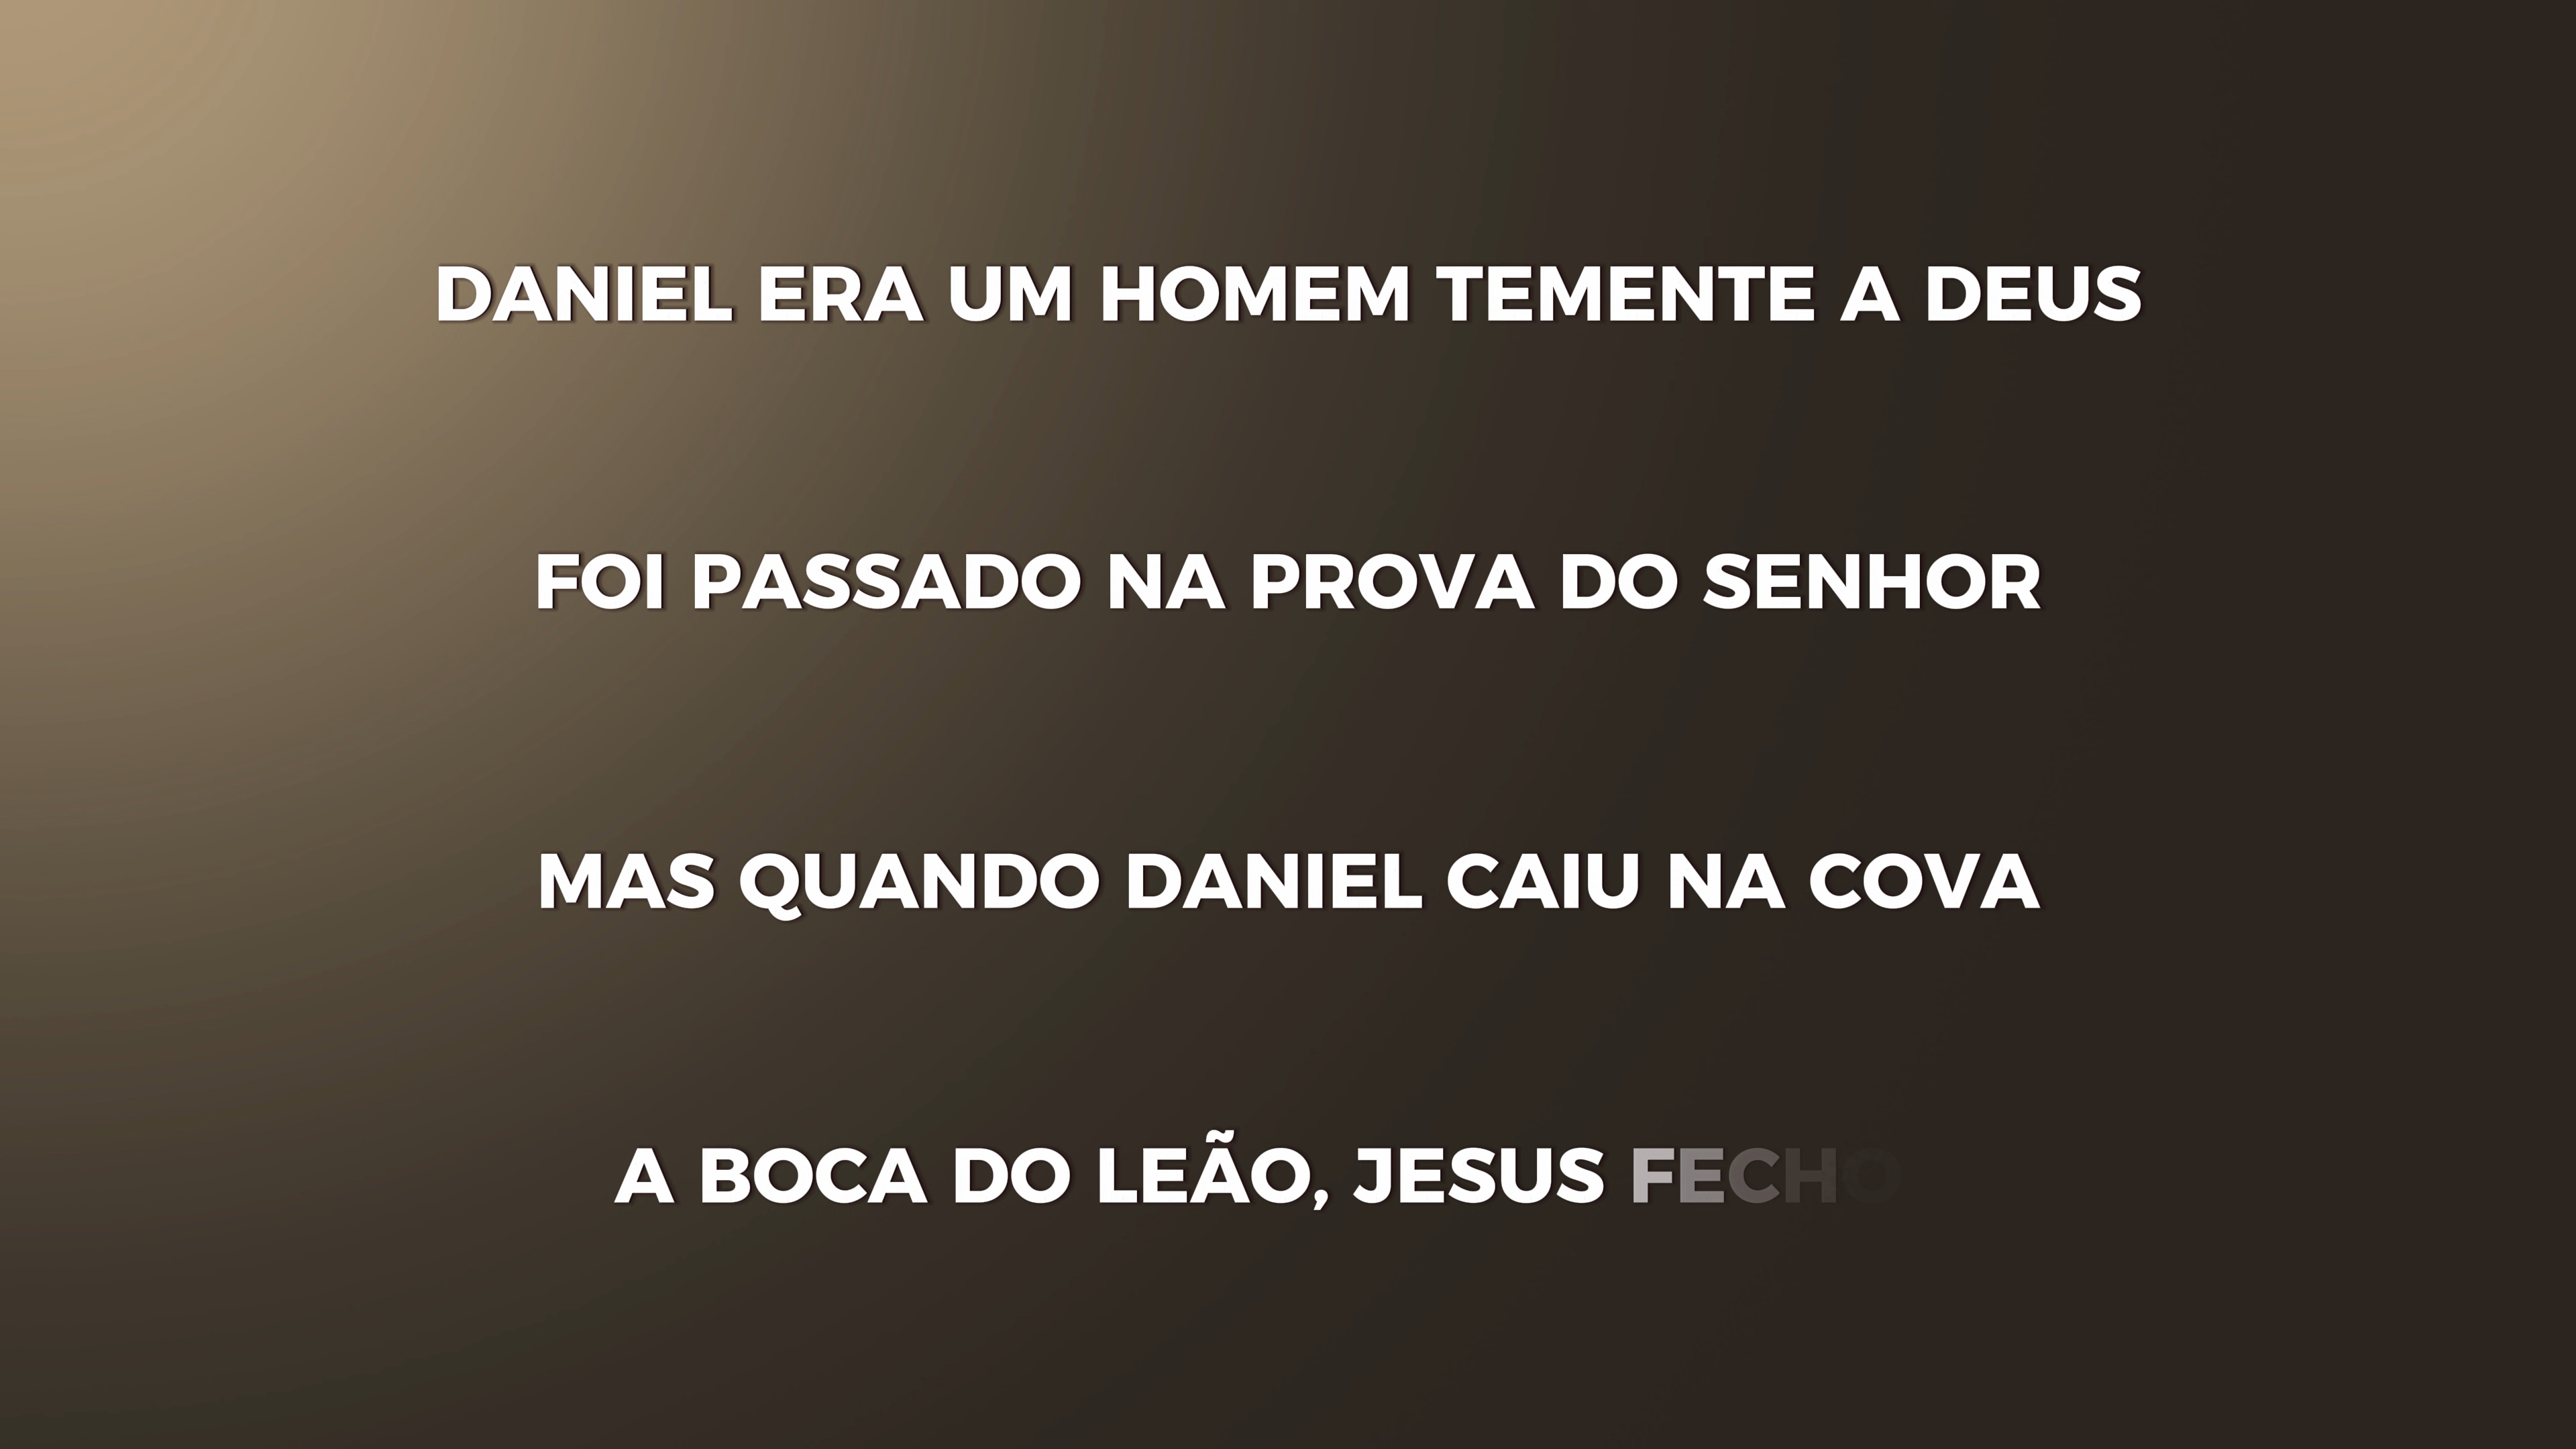 DANIEL ERA UM HOMEM TEMENTE A DEUS
FOI PASSADO NA PROVA DO SENHOR
MAS QUANDO DANIEL CAIU NA COVA
A BOCA DO LEÃO, JESUS FECHO